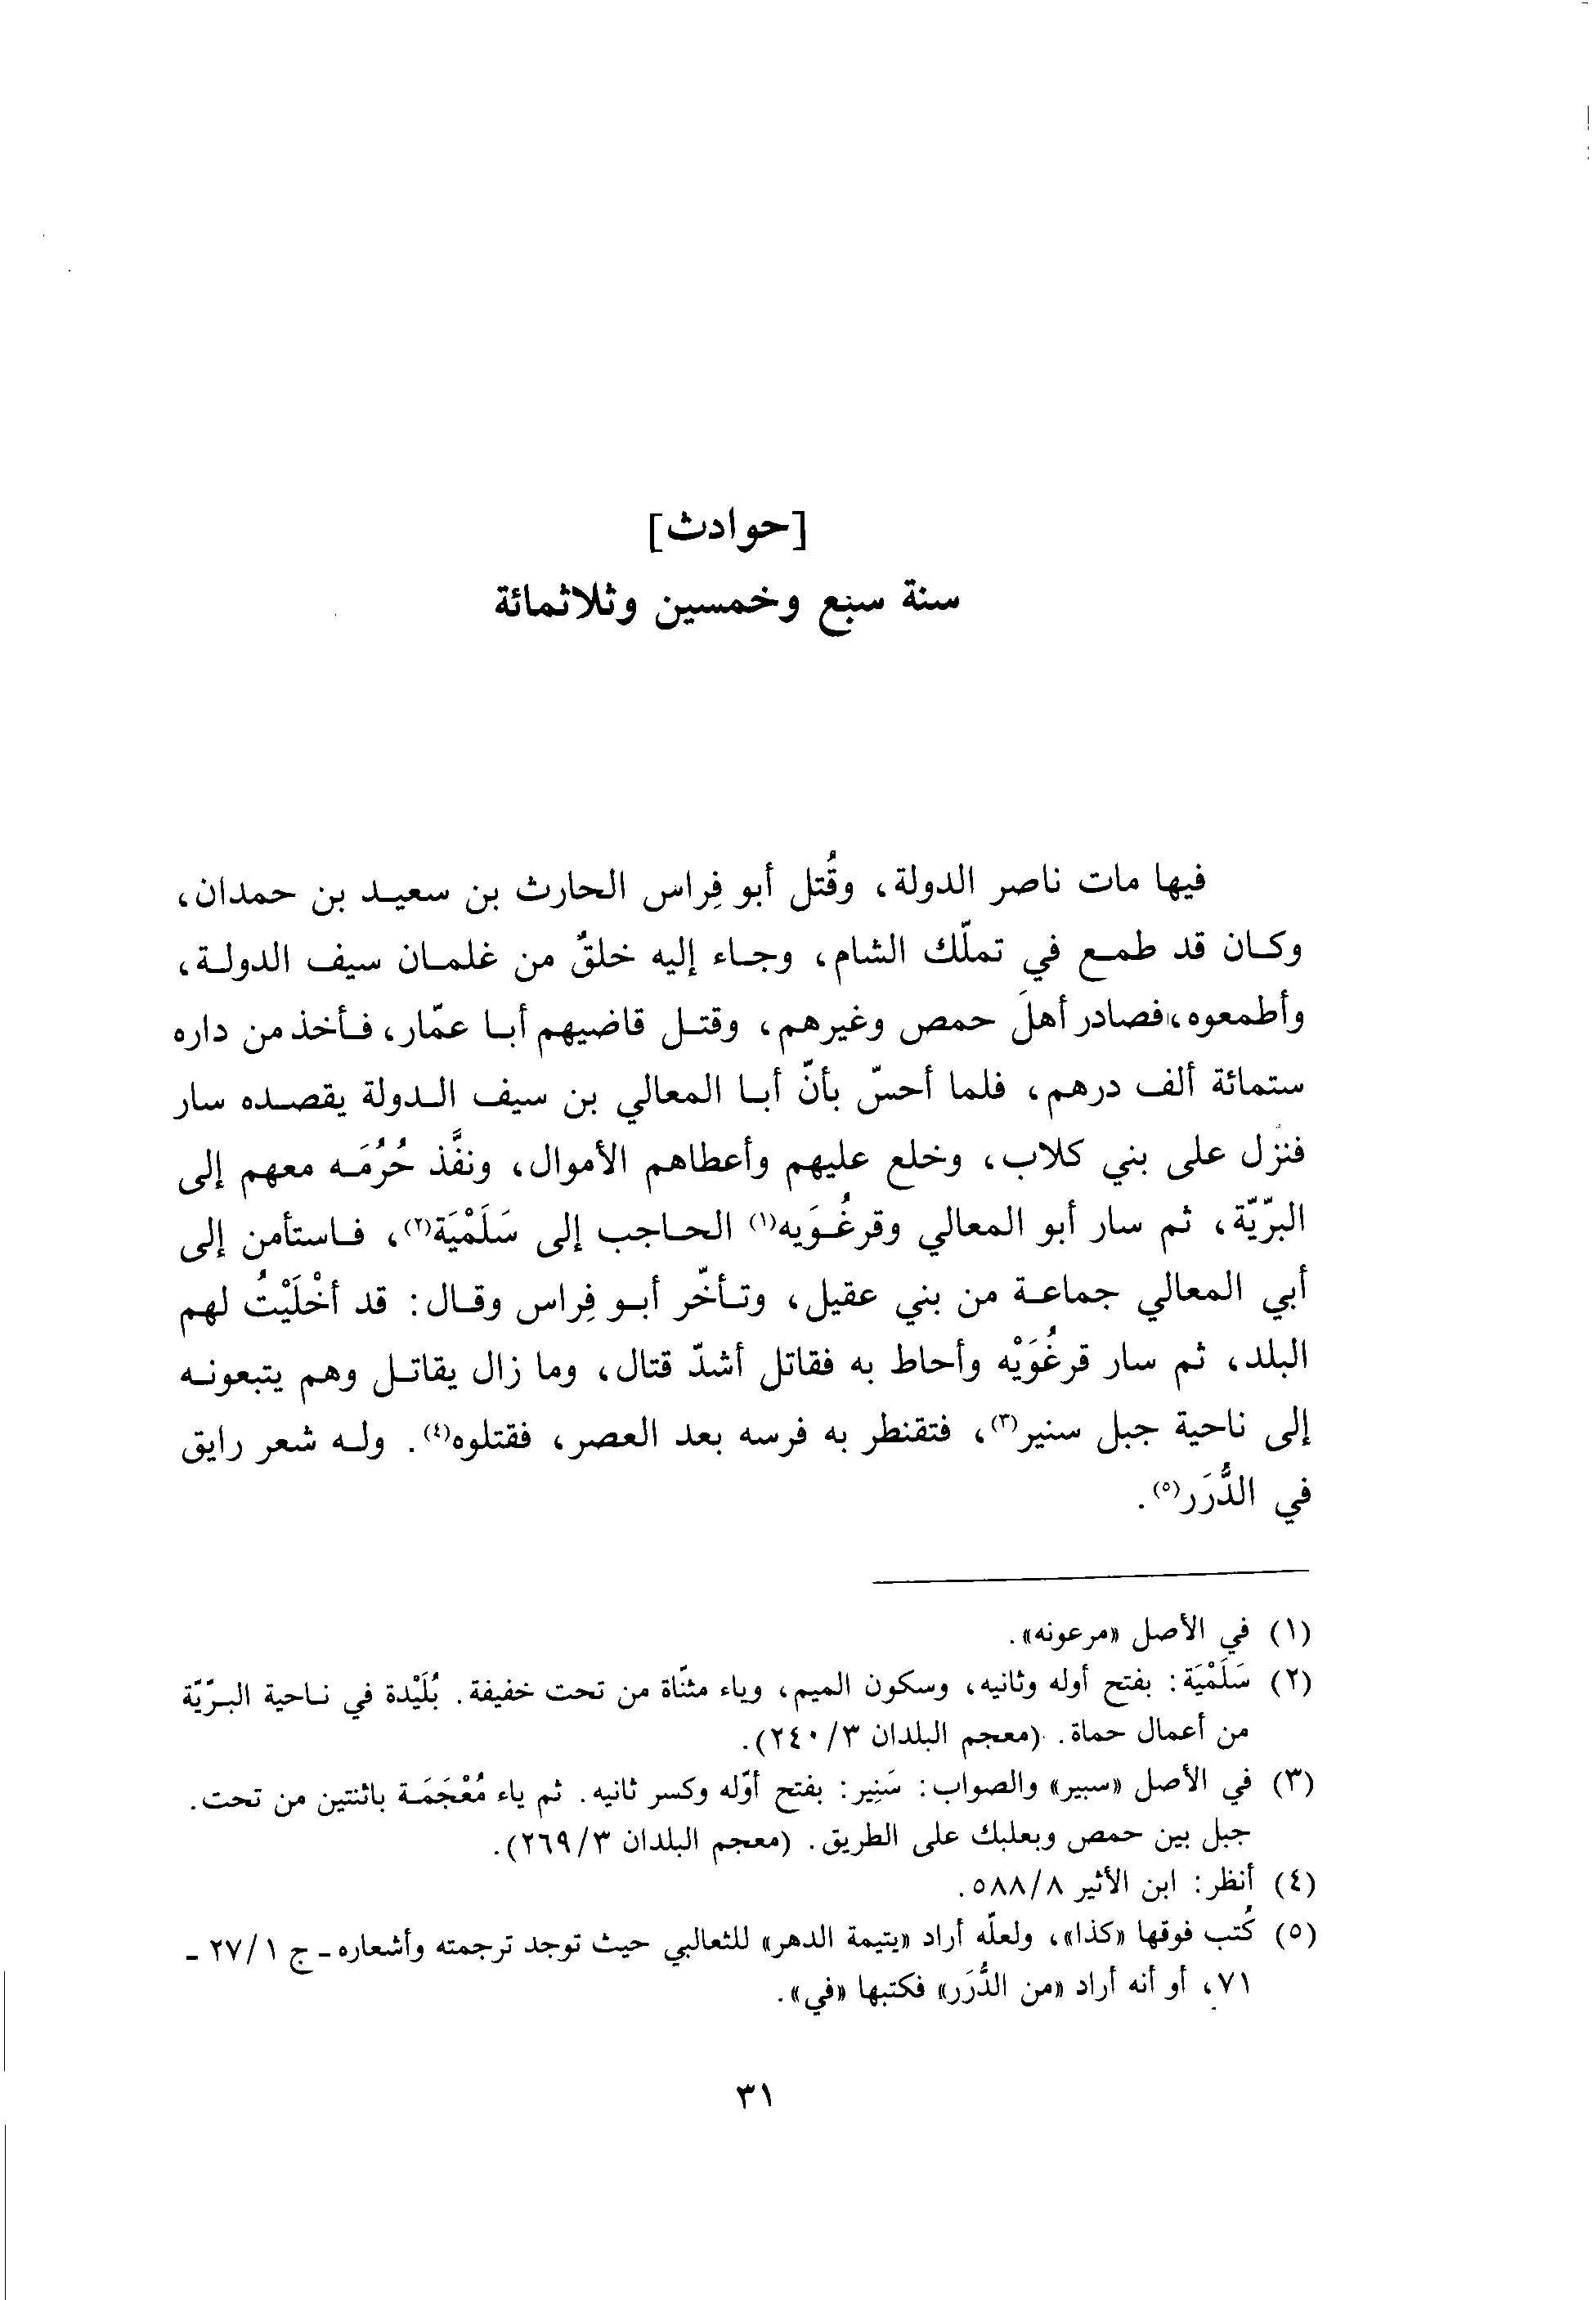 [حوادث]
سنة سبع وخمسين وثلاثمائة
فيها مات ناصر الدولة، وقُتل أبو فِراس الحارث بن سعيد بن حمدان،
وكان قد طمع في تملّك الشام، وجاء إليه خلقٌ من غلمان سيف الدولة،
وأطمعوه، فصادر أهلَ حمص وغيرهم، وقتل قاضيهم أبا عمّار، فأخذ من داره
ستمائة ألف درهم، فلما أحسّ بأنّ أبا المعالي بن سيف الدولة يقصده سار
فنزل على بني كلاب، وخلع عليهم وأعطاهم الأموال، ونفَّذ حُرُمَه معهم إلى
البرّيّة، ثم سار أبو المعالي وقرغُوَيه(١) الحاجب إلى سَلَمْيَة(٢)، فاستأمن إلى
أبي المعالي جماعة من بني عقيل، وتأخّر أبو فِراس وقال: قد أخْلَيْتُ لهم
البلد، ثم سار قرغُوَيْه وأحاط به فقاتل أشدّ قتال، وما زال يقاتل وهم يتبعونه
إلى ناحية جبل سنير(٣)، فتقنطر به فرسه بعد العصر، فقتلوه(٤). وله شعر رايق
في الدُّرَر(٥).
(١) في الأصل «مرعونه».
(٢) سَلَمْيَة: بفتح أوله وثانيه، وسكون الميم، وياء مثنّاة من تحت خفيفة. بُلَيْدة في ناحية البرّيّة
من أعمال حماة. (معجم البلدان ٣/ ٢٤٠).
(٣) في الأصل «سبير» والصواب: سَنِير: بفتح أوّله وكسر ثانيه. ثم ياء مُعْجَمَة باثنتين من تحت.
جبل بين حمص وبعلبك على الطريق. (معجم البلدان ٣/ ٢٦٩).
(٤) أنظر: ابن الأثير ٨/ ٥٨٨.
(٥) كُتب فوقها «كذا»، ولعلّه أراد «يتيمة الدهر» للثعالبي حيث توجد ترجمته وأشعاره ـ ج ١/ ٢٧ ـ
٧١، أو أنه أراد «من الدُّرَر» فكتبها «في».
٣١